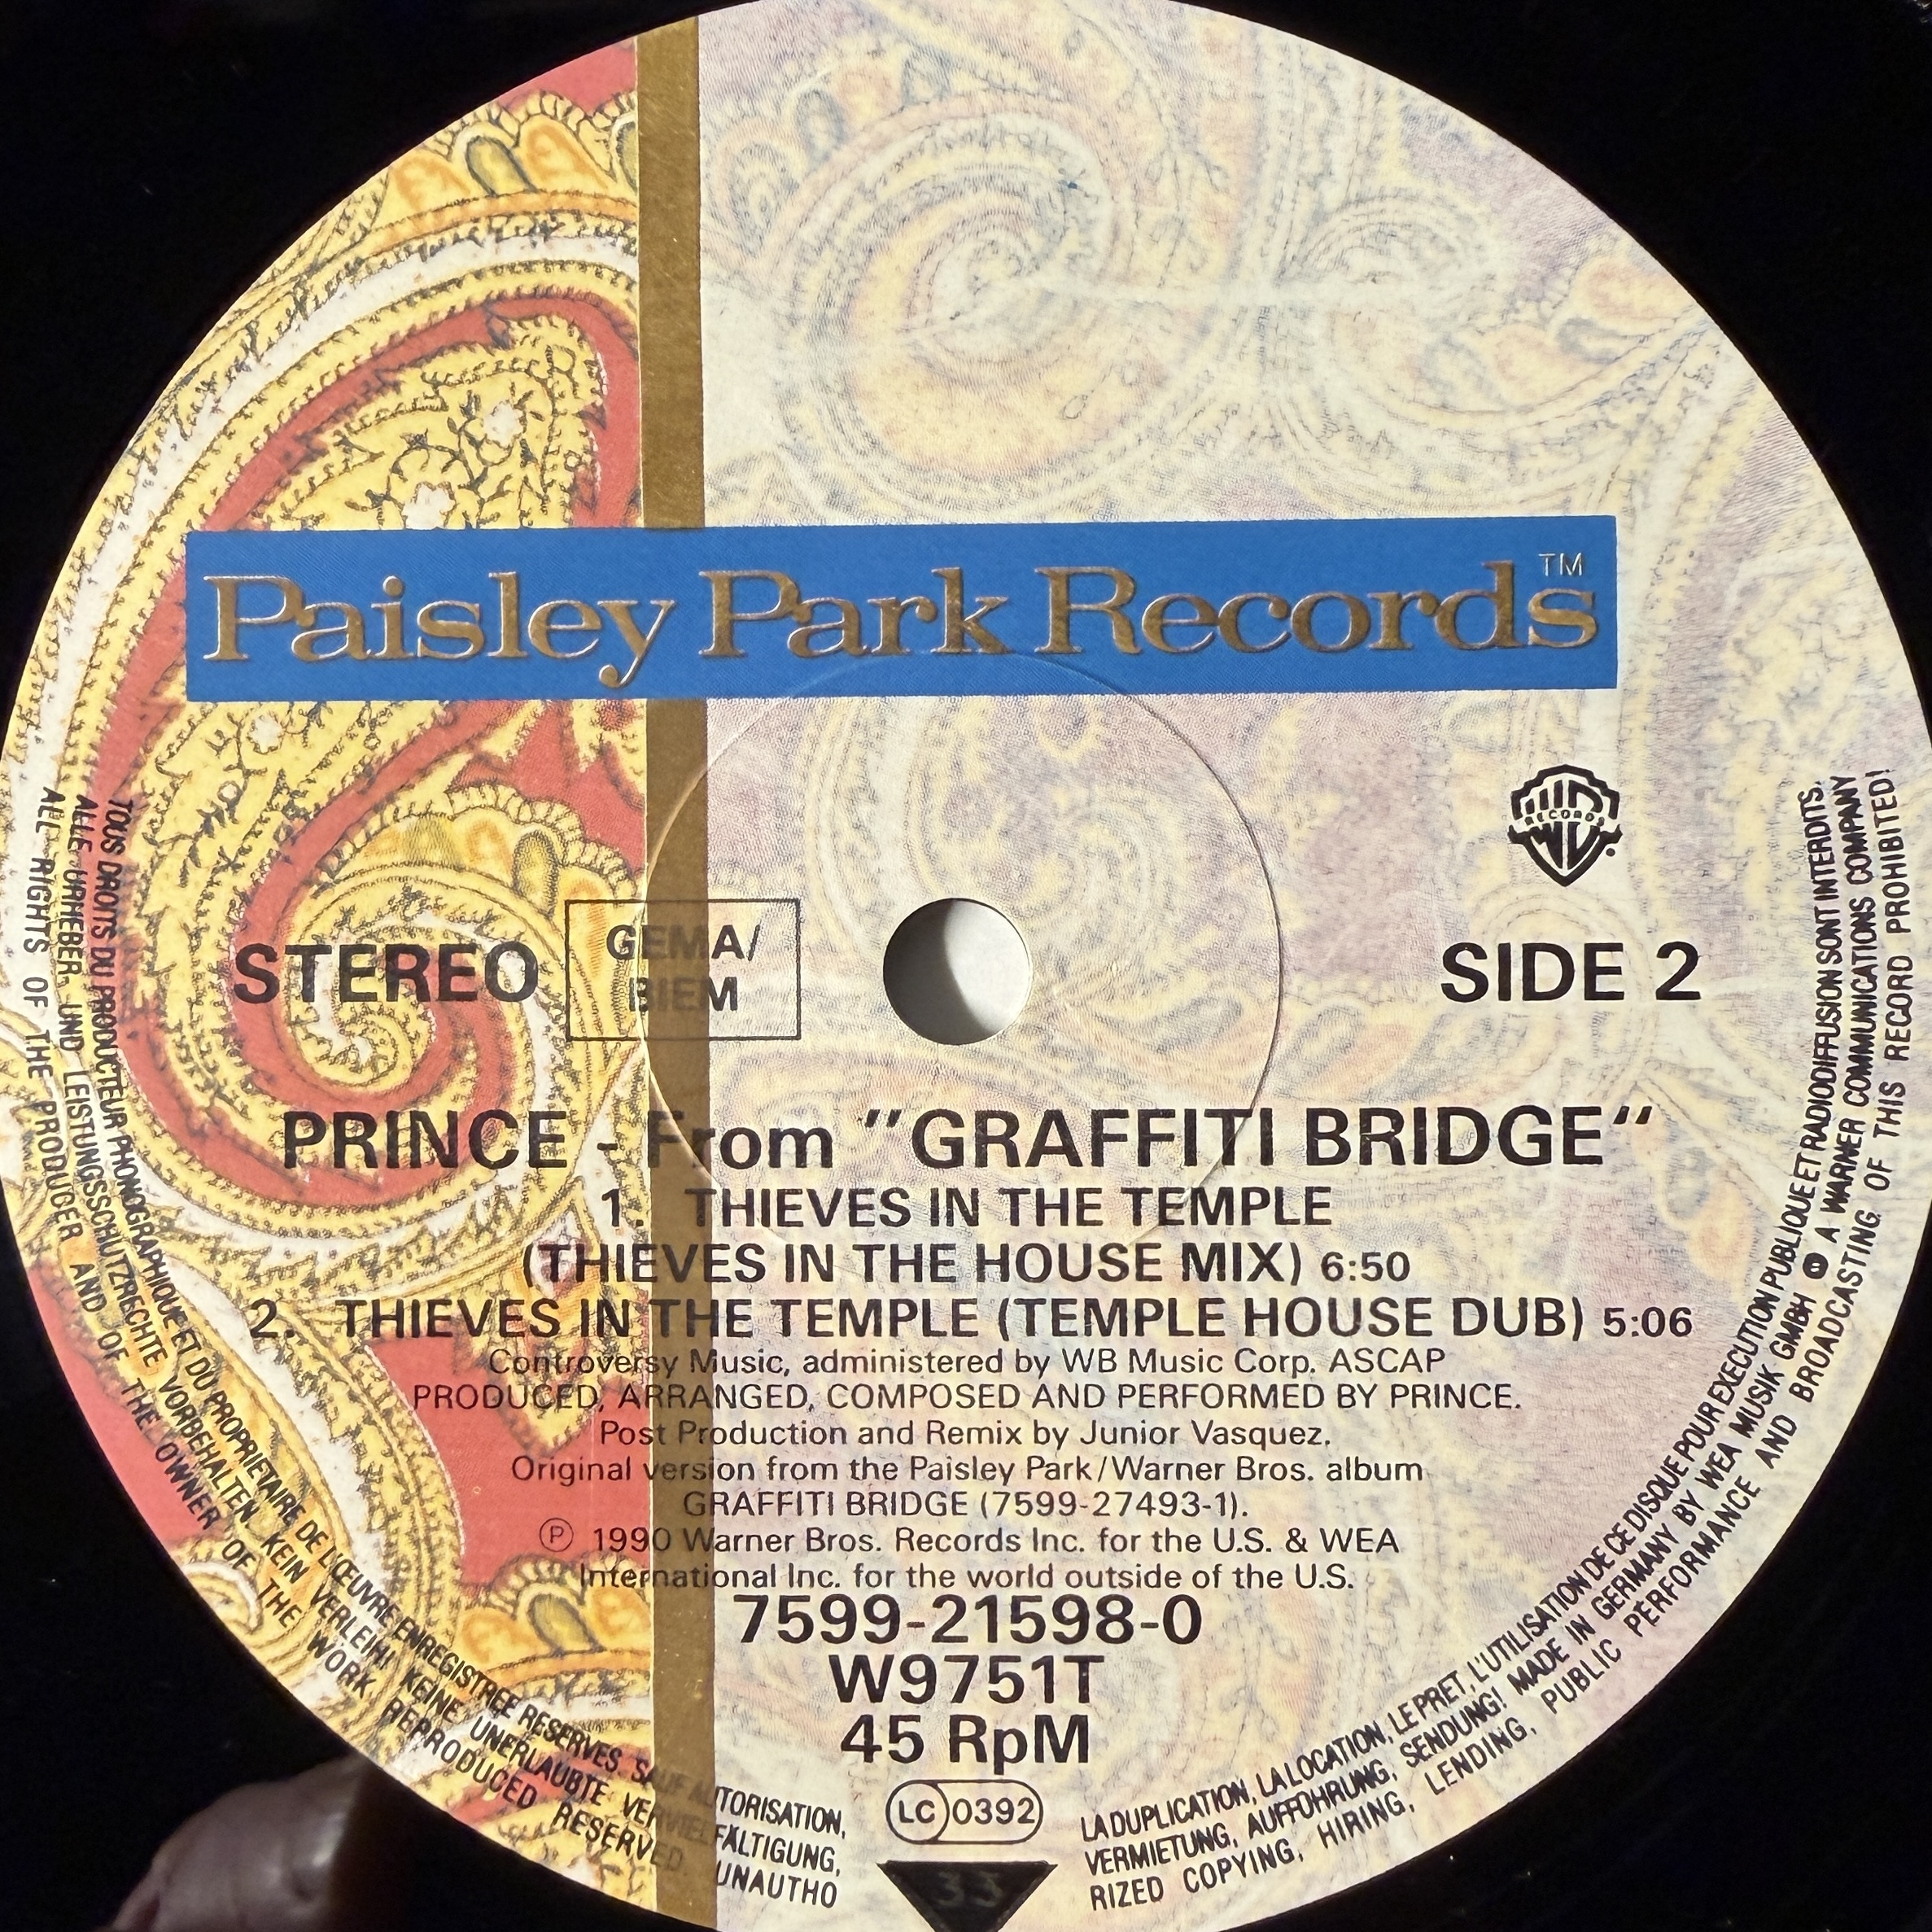 Paisley Park Records™
W RECORDS
STEREO
GEMA/
BIEM
SIDE 2
PRINCE - From "GRAFFITI BRIDGE“
1. THIEVES IN THE TEMPLE
(THIEVES IN THE HOUSE MIX) 6:50
2. THIEVES IN THE TEMPLE (TEMPLE HOUSE DUB) 5:06
Controversy Music, administered by WB Music Corp. ASCAP
PRODUCED, ARRANGED, COMPOSED AND PERFORMED BY PRINCE.
Post Production and Remix by Junior Vasquez.
Original version from the Paisley Park/Warner Bros. album
GRAFFITI BRIDGE (7599-27493-1).
℗ 1990 Warner Bros. Records Inc. for the U.S. & WEA
International Inc. for the world outside of the U.S.
7599-21598-0
W9751T
45 RpM
LC 0392
33
TOUS DROITS DU PRODUCTEUR PHONOGRAPHIQUE ET DU PROPRIETAIRE DE L'ŒUVRE ENREGISTREE RESERVES. SAUF AUTORISATION, LA DUPLICATION, LA LOCATION, LE PRET, L'UTILISATION DE CE DISQUE POUR EXECUTION PUBLIQUE ET RADIODIFFUSION SONT INTERDITS.
ALLE URHEBER- UND LEISTUNGSSCHUTZRECHTE VORBEHALTEN. KEIN VERLEIH! KEINE UNERLAUBTE VERVIELFÄLTIGUNG, VERMIETUNG, AUFFÜHRUNG, SENDUNG! MADE IN GERMANY BY WEA MUSIK GMBH A WARNER COMMUNICATIONS COMPANY
ALL RIGHTS OF THE PRODUCER AND OF THE OWNER OF THE WORK REPRODUCED RESERVED. UNAUTHORIZED COPYING, HIRING, LENDING, PUBLIC PERFORMANCE AND BROADCASTING OF THIS RECORD PROHIBITED!